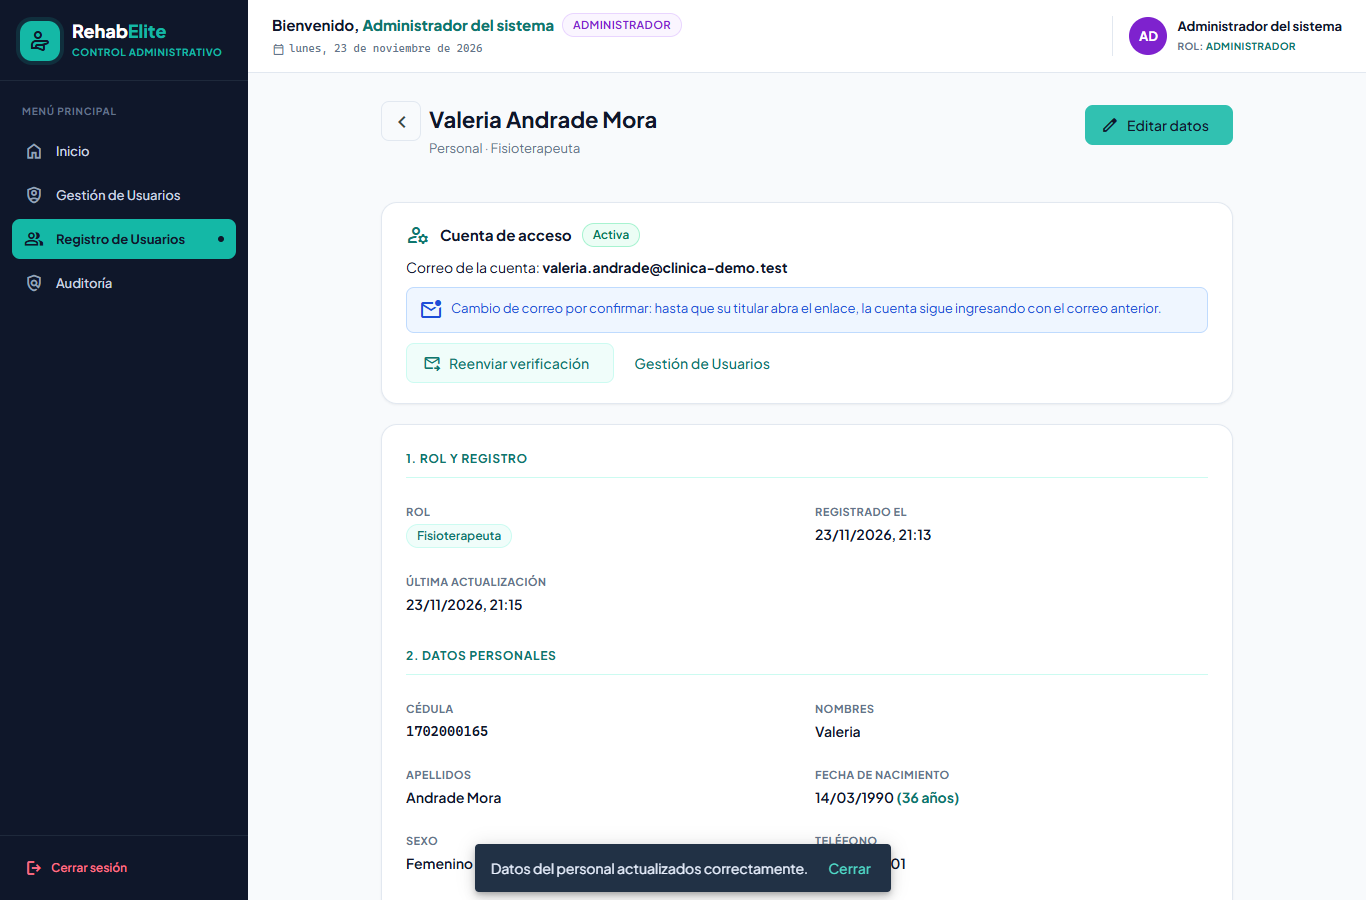 RehabElite
CONTROL ADMINISTRATIVO
MENÚ PRINCIPAL
Inicio
Gestión de Usuarios
Registro de Usuarios
Auditoría
Cerrar sesión
Bienvenido, Administrador del sistema ADMINISTRADOR
lunes, 23 de noviembre de 2026
AD
Administrador del sistema
ROL: ADMINISTRADOR
Valeria Andrade Mora
Personal · Fisioterapeuta
Editar datos
Cuenta de acceso Activa
Correo de la cuenta: valeria.andrade@clinica-demo.test
Cambio de correo por confirmar: hasta que su titular abra el enlace, la cuenta sigue ingresando con el correo anterior.
Reenviar verificación Gestión de Usuarios
1. ROL Y REGISTRO
ROL
Fisioterapeuta
REGISTRADO EL
23/11/2026, 21:13
ÚLTIMA ACTUALIZACIÓN
23/11/2026, 21:15
2. DATOS PERSONALES
CÉDULA
1702000165
NOMBRES
Valeria
APELLIDOS
Andrade Mora
FECHA DE NACIMIENTO
14/03/1990 (36 años)
SEXO
Femenino
TELÉFONO
01
Datos del personal actualizados correctamente. Cerrar